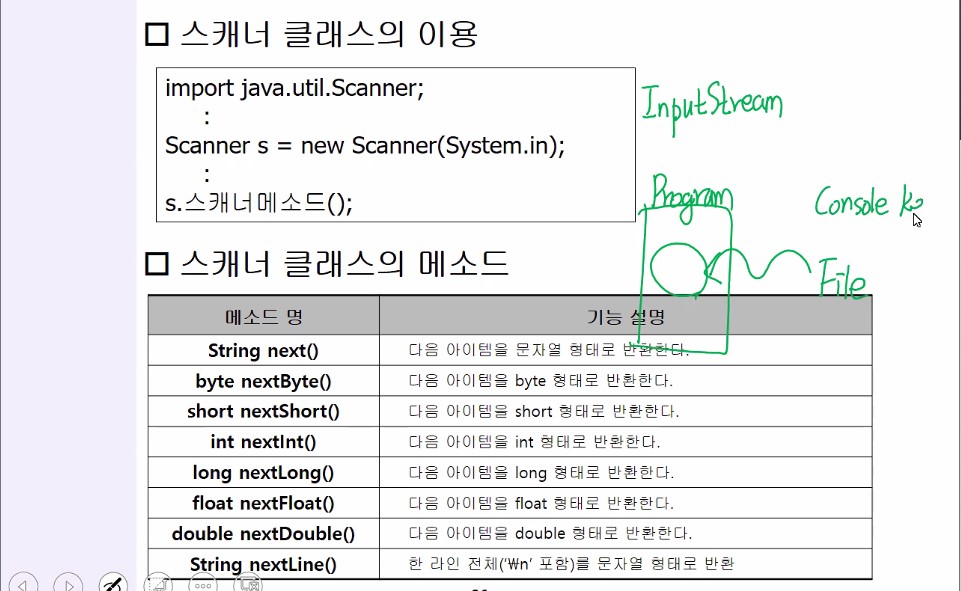 □ 스캐너 클래스의 이용
import java.util.Scanner;
:
Scanner s = new Scanner(System.in);
:
s.스캐너메소드();
InputStream
Program
Console
File
□ 스캐너 클래스의 메소드
메소드 명 기능 설명
String next() 다음 아이템을 문자열 형태로 반환한다.
byte nextByte() 다음 아이템을 byte 형태로 반환한다.
short nextShort() 다음 아이템을 short 형태로 반환한다.
int nextInt() 다음 아이템을 int 형태로 반환한다.
long nextLong() 다음 아이템을 long 형태로 반환한다.
float nextFloat() 다음 아이템을 float 형태로 반환한다.
double nextDouble() 다음 아이템을 double 형태로 반환한다.
String nextLine() 한 라인 전체('₩n' 포함)를 문자열 형태로 반환